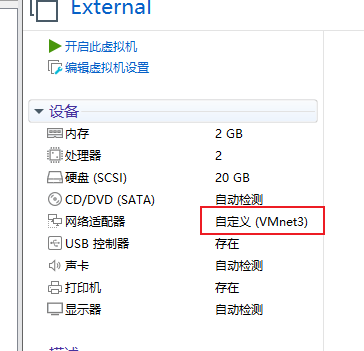 External
开启此虚拟机
编辑虚拟机设置
设备
内存 2 GB
处理器 2
硬盘 (SCSI) 20 GB
CD/DVD (SATA) 自动检测
网络适配器 自定义 (VMnet3)
USB 控制器 存在
声卡 自动检测
打印机 存在
显示器 自动检测